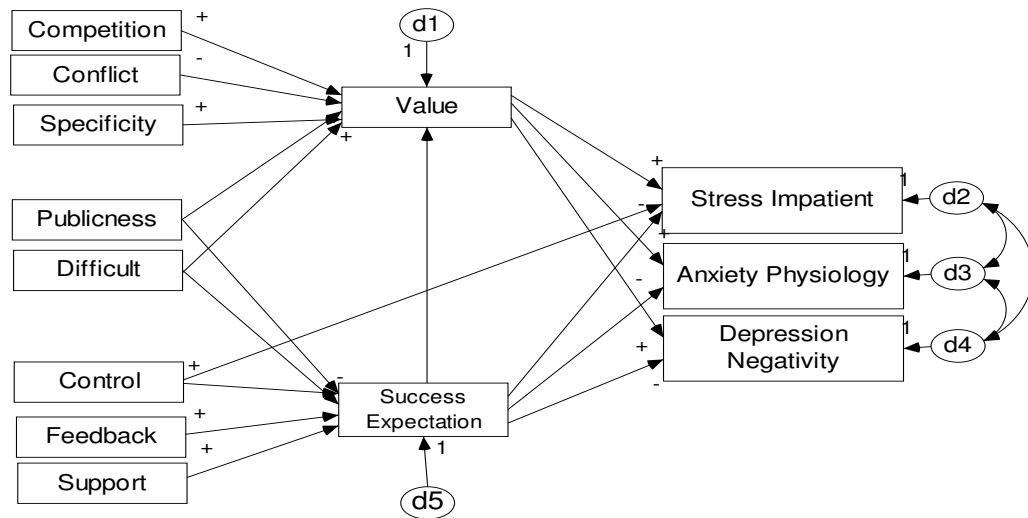 Competition
+
d1
1
Conflict
-
Value
Specificity
+
+
+
Stress Impatient
1
d2
-
Publicness
+
Difficult
Anxiety Physiology
1
d3
-
Depression
Negativity
1
d4
+
-
Control
+
-
Success
Expectation
Feedback
+
1
Support
+
d5